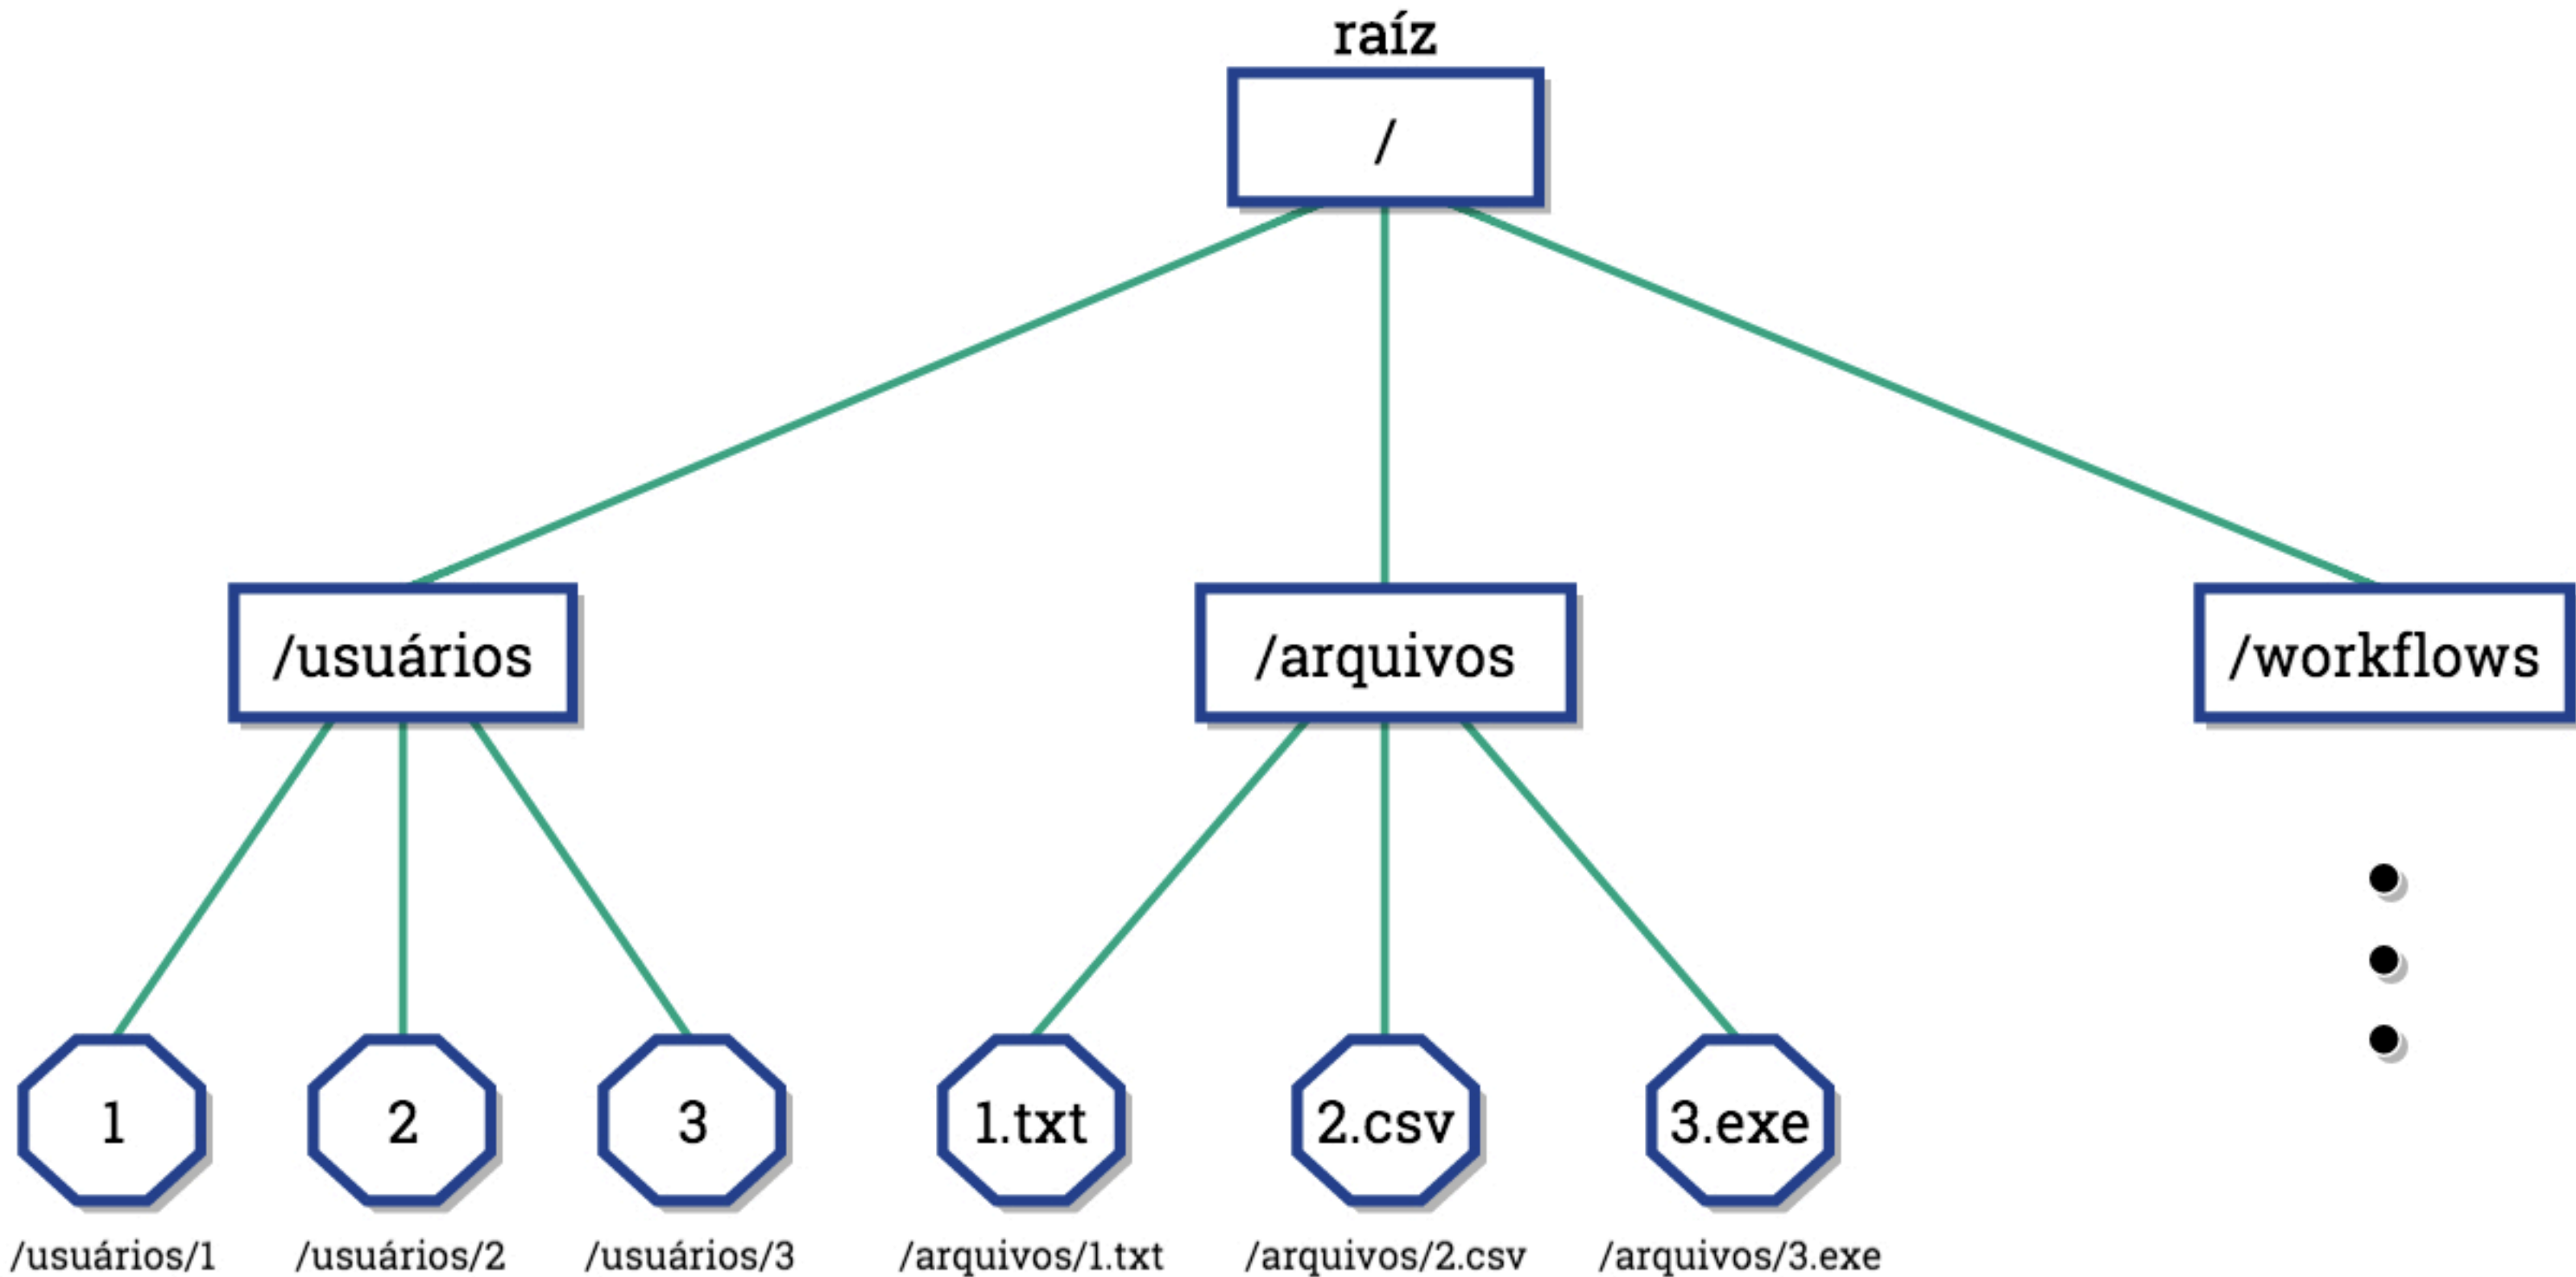 raíz
/
/usuários
/arquivos
/workflows
1
2
3
1.txt
2.csv
3.exe
/usuários/1
/usuários/2
/usuários/3
/arquivos/1.txt
/arquivos/2.csv
/arquivos/3.exe